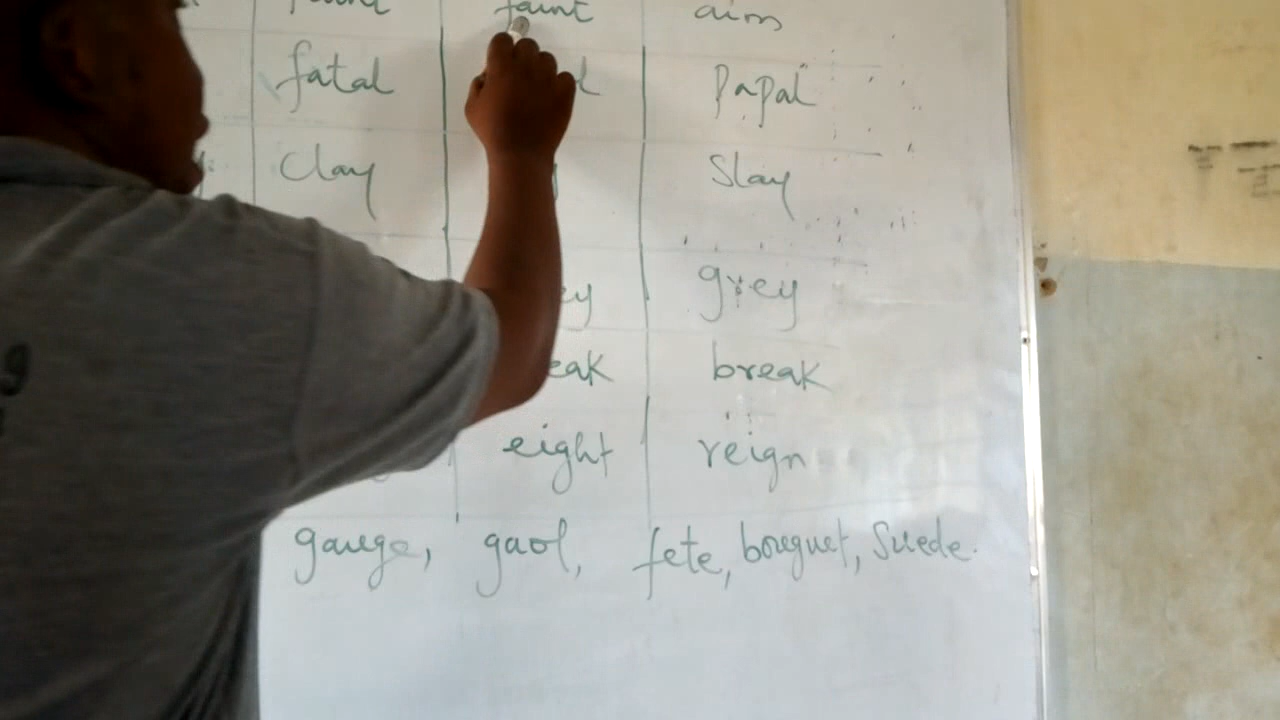 faint aim
fatal papal
clay slay
grey
break
eight reign
gauge, gaol, fete, bouquet, Suede.